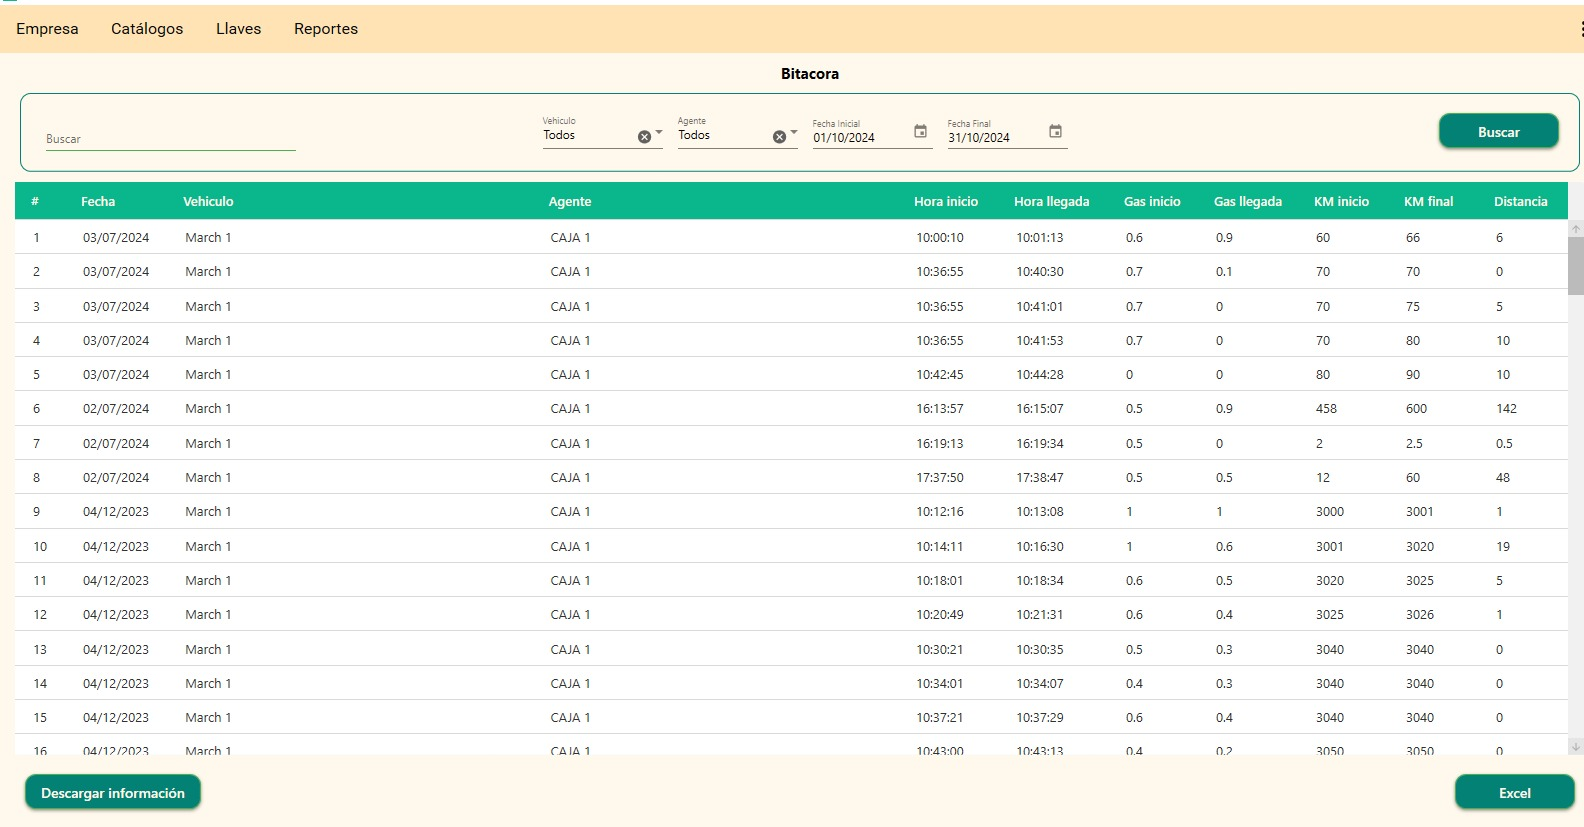 Empresa Catálogos Llaves Reportes
Bitacora
Buscar Vehiculo Todos Agente Todos Fecha Inicial 01/10/2024 Fecha Final 31/10/2024 Buscar
# Fecha Vehiculo Agente Hora inicio Hora llegada Gas inicio Gas llegada KM inicio KM final Distancia
1 03/07/2024 March 1 CAJA 1 10:00:10 10:01:13 0.6 0.9 60 66 6
2 03/07/2024 March 1 CAJA 1 10:36:55 10:40:30 0.7 0.1 70 70 0
3 03/07/2024 March 1 CAJA 1 10:36:55 10:41:01 0.7 0 70 75 5
4 03/07/2024 March 1 CAJA 1 10:36:55 10:41:53 0.7 0 70 80 10
5 03/07/2024 March 1 CAJA 1 10:42:45 10:44:28 0 0 80 90 10
6 02/07/2024 March 1 CAJA 1 16:13:57 16:15:07 0.5 0.9 458 600 142
7 02/07/2024 March 1 CAJA 1 16:19:13 16:19:34 0.5 0 2 2.5 0.5
8 02/07/2024 March 1 CAJA 1 17:37:50 17:38:47 0.5 0.5 12 60 48
9 04/12/2023 March 1 CAJA 1 10:12:16 10:13:08 1 1 3000 3001 1
10 04/12/2023 March 1 CAJA 1 10:14:11 10:16:30 1 0.6 3001 3020 19
11 04/12/2023 March 1 CAJA 1 10:18:01 10:18:34 0.6 0.5 3020 3025 5
12 04/12/2023 March 1 CAJA 1 10:20:49 10:21:31 0.6 0.4 3025 3026 1
13 04/12/2023 March 1 CAJA 1 10:30:21 10:30:35 0.5 0.3 3040 3040 0
14 04/12/2023 March 1 CAJA 1 10:34:01 10:34:07 0.4 0.3 3040 3040 0
15 04/12/2023 March 1 CAJA 1 10:37:21 10:37:29 0.6 0.4 3040 3040 0
16 04/12/2023 March 1 CAJA 1 10:43:00 10:43:13 0.4 0.2 3050 3050 0
Descargar información Excel